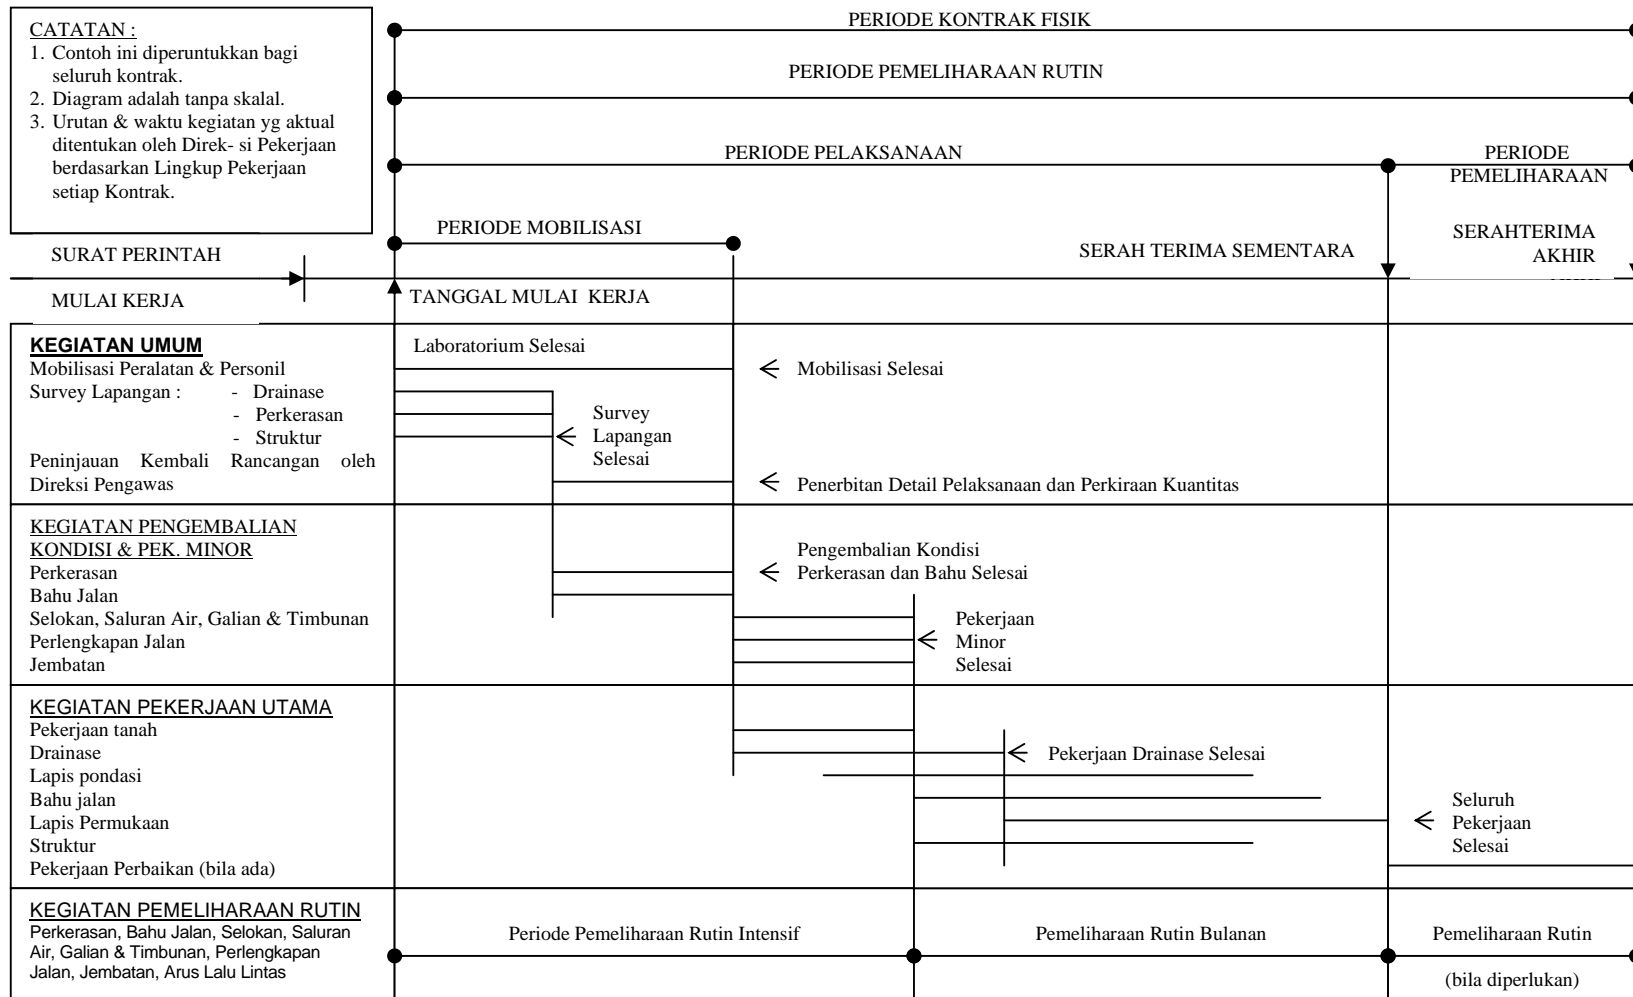 CATATAN :
1. Contoh ini diperuntukkan bagi
seluruh kontrak.
2. Diagram adalah tanpa skalal.
3. Urutan & waktu kegiatan yg aktual
ditentukan oleh Direk- si Pekerjaan
berdasarkan Lingkup Pekerjaan
setiap Kontrak.
PERIODE KONTRAK FISIK
PERIODE PEMELIHARAAN RUTIN
PERIODE PELAKSANAAN
PERIODE
PEMELIHARAAN
PERIODE MOBILISASI
SURAT PERINTAH
MULAI KERJA
TANGGAL MULAI KERJA
SERAH TERIMA SEMENTARA
SERAHTERIMA
AKHIR
KEGIATAN UMUM
Mobilisasi Peralatan & Personil
Survey Lapangan : - Drainase
- Perkerasan
- Struktur
Peninjauan Kembali Rancangan oleh
Direksi Pengawas
Laboratorium Selesai
Mobilisasi Selesai
Survey
Lapangan
Selesai
Penerbitan Detail Pelaksanaan dan Perkiraan Kuantitas
KEGIATAN PENGEMBALIAN
KONDISI & PEK. MINOR
Perkerasan
Bahu Jalan
Selokan, Saluran Air, Galian & Timbunan
Perlengkapan Jalan
Jembatan
Pengembalian Kondisi
Perkerasan dan Bahu Selesai
Pekerjaan
Minor
Selesai
KEGIATAN PEKERJAAN UTAMA
Pekerjaan tanah
Drainase
Lapis pondasi
Bahu jalan
Lapis Permukaan
Struktur
Pekerjaan Perbaikan (bila ada)
Pekerjaan Drainase Selesai
Seluruh
Pekerjaan
Selesai
KEGIATAN PEMELIHARAAN RUTIN
Perkerasan, Bahu Jalan, Selokan, Saluran
Air, Galian & Timbunan, Perlengkapan
Jalan, Jembatan, Arus Lalu Lintas
Periode Pemeliharaan Rutin Intensif
Pemeliharaan Rutin Bulanan
Pemeliharaan Rutin
(bila diperlukan)